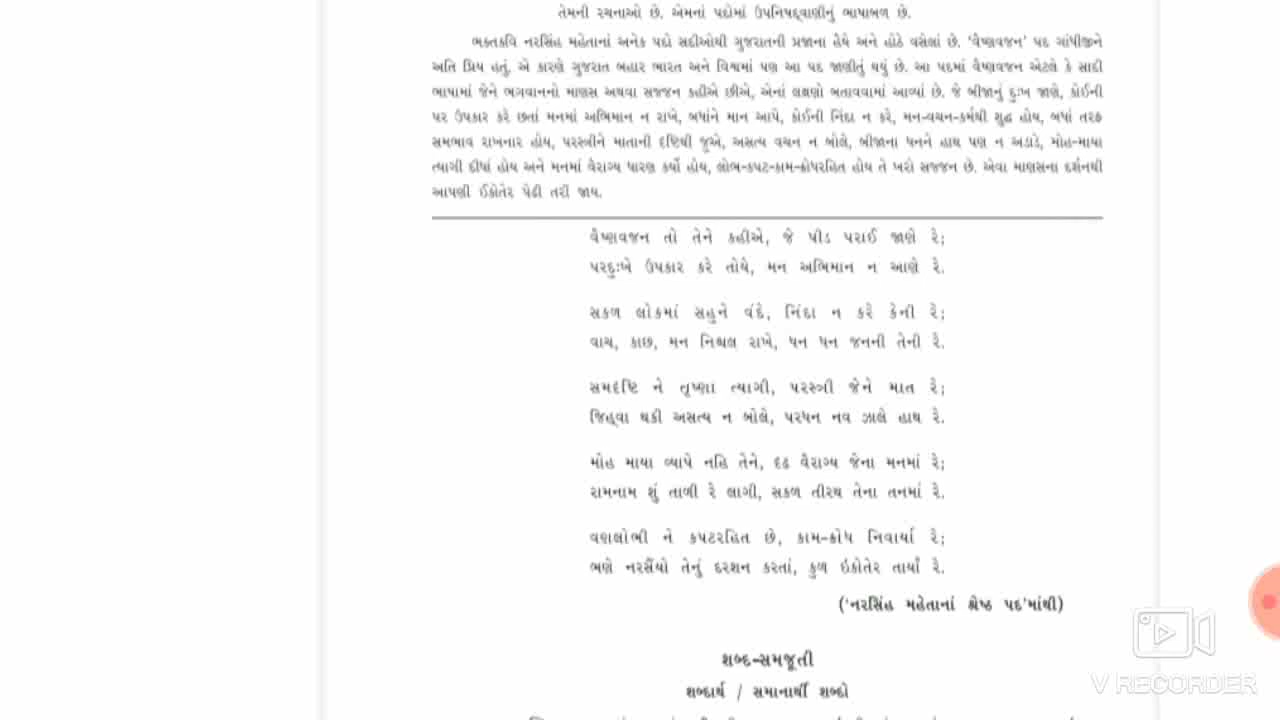 તેમની રચનાઓ છે. એમનાં પદોમાં ઉપનિષદ્‌વાણીનું ભાષાબળ છે.
ભક્તકવિ નરસિંહ મહેતાનાં અનેક પદો સદીઓથી ગુજરાતની પ્રજાના હૈયે અને હોઠે વસેલાં છે. ‘વૈષ્ણવજન’ પદ ગાંધીજીને
અતિ પ્રિય હતું. એ કારણે ગુજરાત બહાર ભારત અને વિશ્વમાં પણ આ પદ જાણીતું થયું છે. આ પદમાં વૈષ્ણવજન એટલે કે સાદી
ભાષામાં જેને ભગવાનનો માણસ અથવા સજ્જન કહીએ છીએ, એનાં લક્ષણો બતાવવામાં આવ્યાં છે. જે બીજાનું દુઃખ જાણે, કોઈની
પર ઉપકાર કરે છતાં મનમાં અભિમાન ન રાખે, બધાંને માન આપે, કોઈની નિંદા ન કરે, મન-વચન-કર્મથી શુદ્ધ હોય, બધાં તરફ
સમભાવ રાખનાર હોય, પરસ્ત્રીને માતાની દૃષ્ટિથી જુએ, અસત્ય વચન ન બોલે, બીજાના ધનને હાથ પણ ન અડાડે, મોહ-માયા
ત્યાગી દીધાં હોય અને મનમાં વૈરાગ્ય ધારણ કર્યો હોય, લોભ-કપટ-કામ-ક્રોધરહિત હોય તે ખરો સજ્જન છે. એવા માણસના દર્શનથી
આપણી ઈકોતેર પેઢી તરી જાય.
વૈષ્ણવજન તો તેને કહીએ, જે પીડ પરાઈ જાણે રે;
પરદુઃખે ઉપકાર કરે તોયે, મન અભિમાન ન આણે રે.
સકળ લોકમાં સહુને વંદે, નિંદા ન કરે કેની રે;
વાચ, કાછ, મન નિશ્ચલ રાખે, ધન ધન જનની તેની રે.
સમદૃષ્ટિ ને તૃષ્ણા ત્યાગી, પરસ્ત્રી જેને માત રે;
જિહ્‌વા થકી અસત્ય ન બોલે, પરધન નવ ઝાલે હાથ રે.
મોહ માયા વ્યાપે નહિ તેને, દૃઢ વૈરાગ્ય જેના મનમાં રે;
રામનામ શું તાળી રે લાગી, સકળ તીરથ તેના તનમાં રે.
વણલોભી ને કપટરહિત છે, કામ-ક્રોધ નિવાર્યા રે;
ભણે નરસૈંયો તેનું દરશન કરતાં, કુળ ઇકોતેર તાર્યાં રે.
(‘નરસિંહ મહેતાનાં શ્રેષ્ઠ પદ’માંથી)
શબ્દ-સમજૂતી
શબ્દાર્થ / સમાનાર્થી શબ્દો
V RECORDER